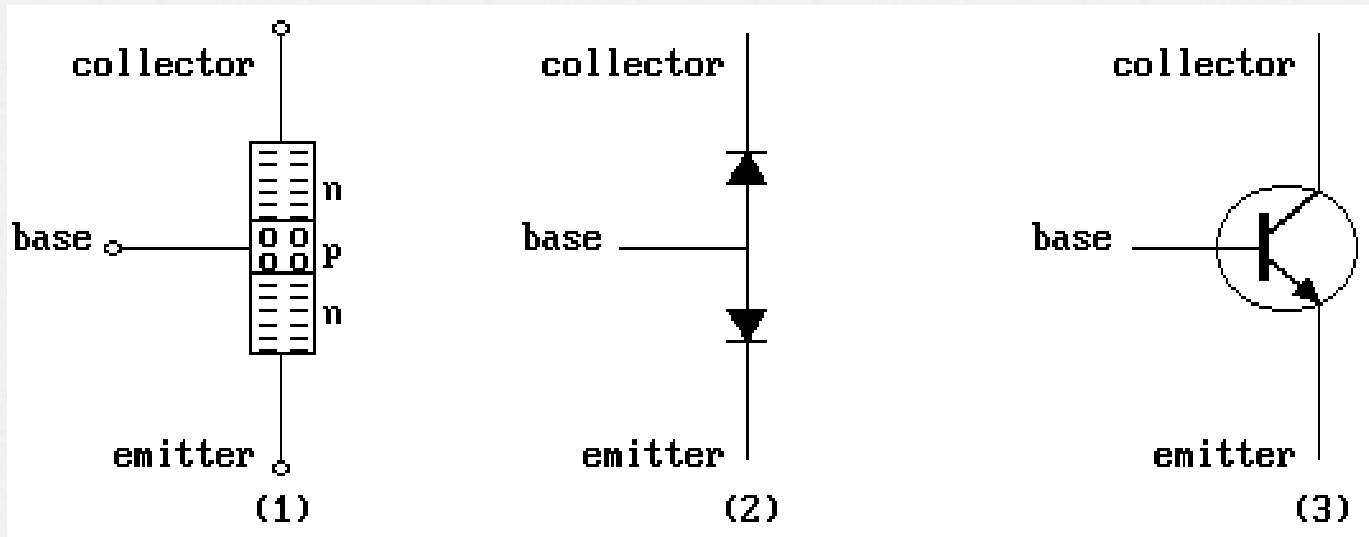 collector
n
base
p
n
emitter
(1)
collector
base
emitter
(2)
collector
base
emitter
(3)